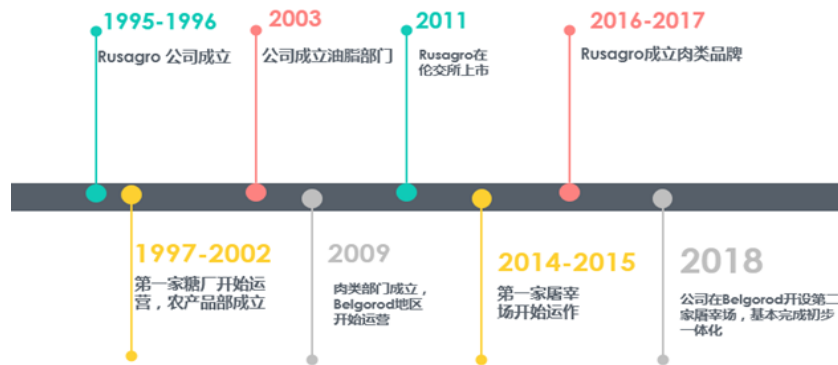 1995-1996
Rusagro 公司成立
2003
公司成立油脂部门
2011
Rusagro在
伦交所上市
2016-2017
Rusagro成立肉类品牌
1997-2002
第一家糖厂开始运
营，农产品部成立
2009
肉类部门成立，
Belgorod地区
开始运营
2014-2015
第一家屠宰
场开始运作
2018
公司在Belgorod开设第二
家屠宰场，基本完成初步
一体化